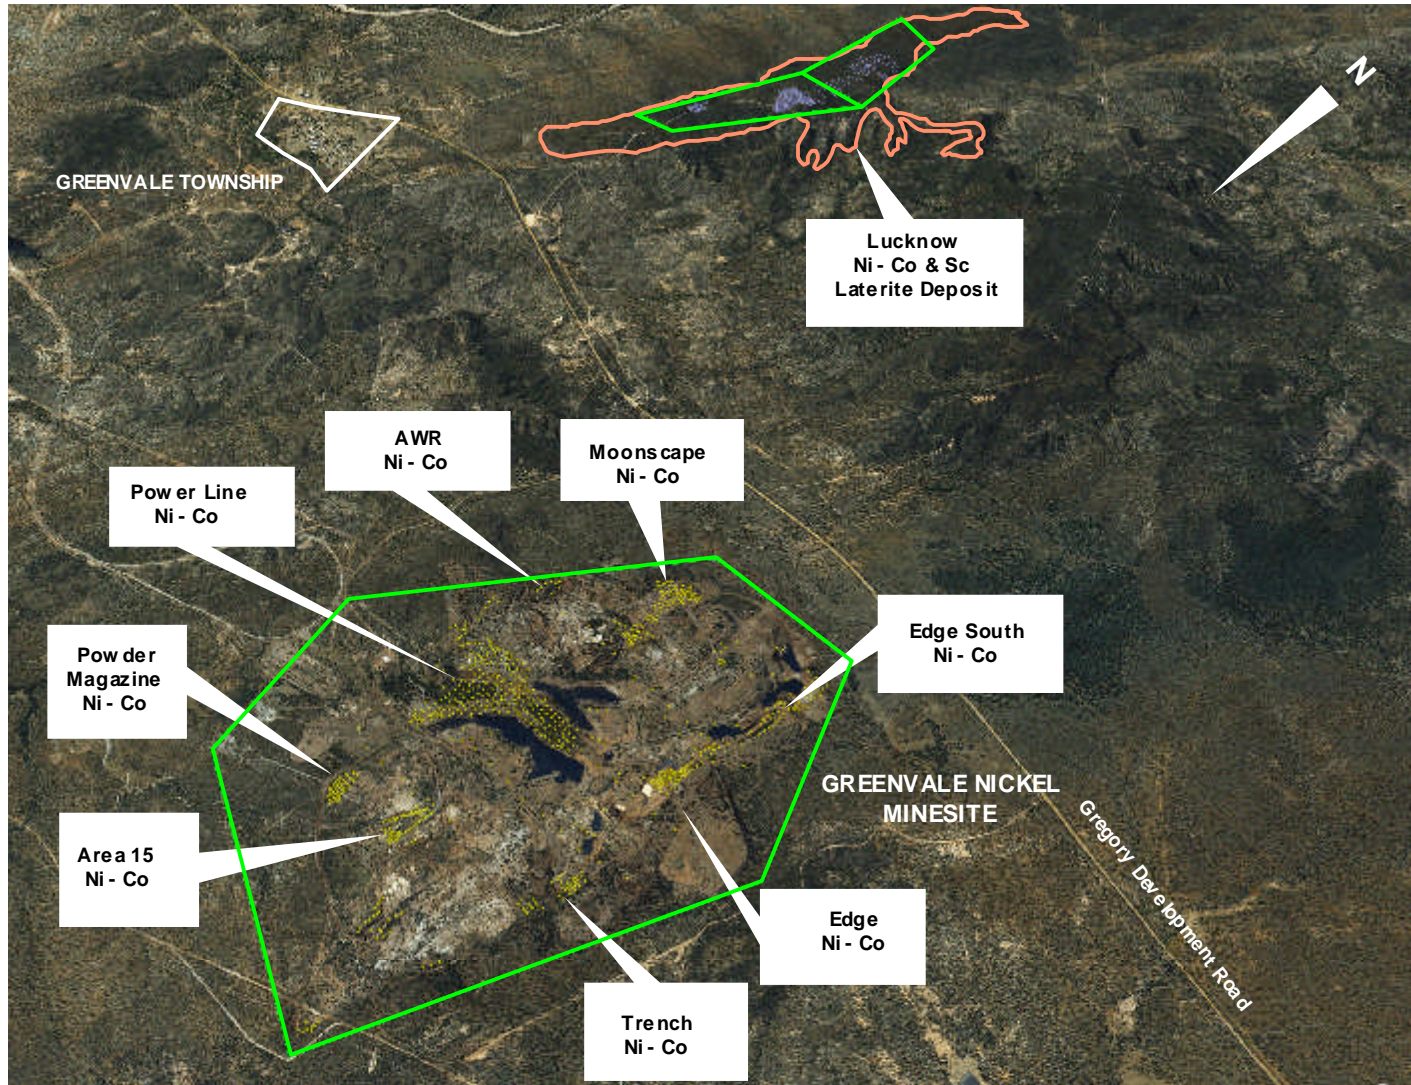 N
GREENVALE TOWNSHIP
Lucknow
Ni - Co & Sc
Laterite Deposit
AWR
Ni - Co
Moonscape
Ni - Co
Power Line
Ni - Co
Edge South
Ni - Co
Powder
Magazine
Ni - Co
GREENVALE NICKEL
MINESITE
Gregory Development Road
Area 15
Ni - Co
Edge
Ni - Co
Trench
Ni - Co